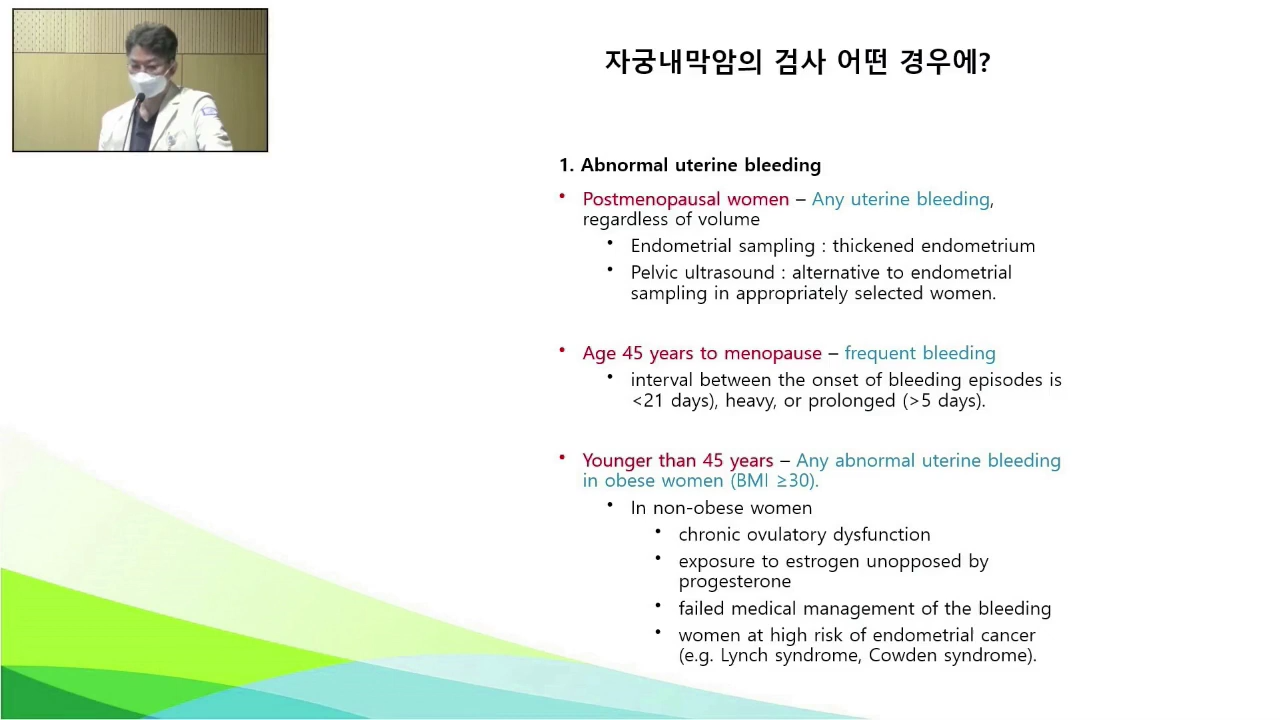 자궁내막암의 검사 어떤 경우에?
1. Abnormal uterine bleeding
• Postmenopausal women – Any uterine bleeding,
regardless of volume
• Endometrial sampling : thickened endometrium
• Pelvic ultrasound : alternative to endometrial
sampling in appropriately selected women.
• Age 45 years to menopause – frequent bleeding
• interval between the onset of bleeding episodes is
<21 days), heavy, or prolonged (>5 days).
• Younger than 45 years – Any abnormal uterine bleeding
in obese women (BMI ≥30).
• In non-obese women
• chronic ovulatory dysfunction
• exposure to estrogen unopposed by
progesterone
• failed medical management of the bleeding
• women at high risk of endometrial cancer
(e.g. Lynch syndrome, Cowden syndrome).